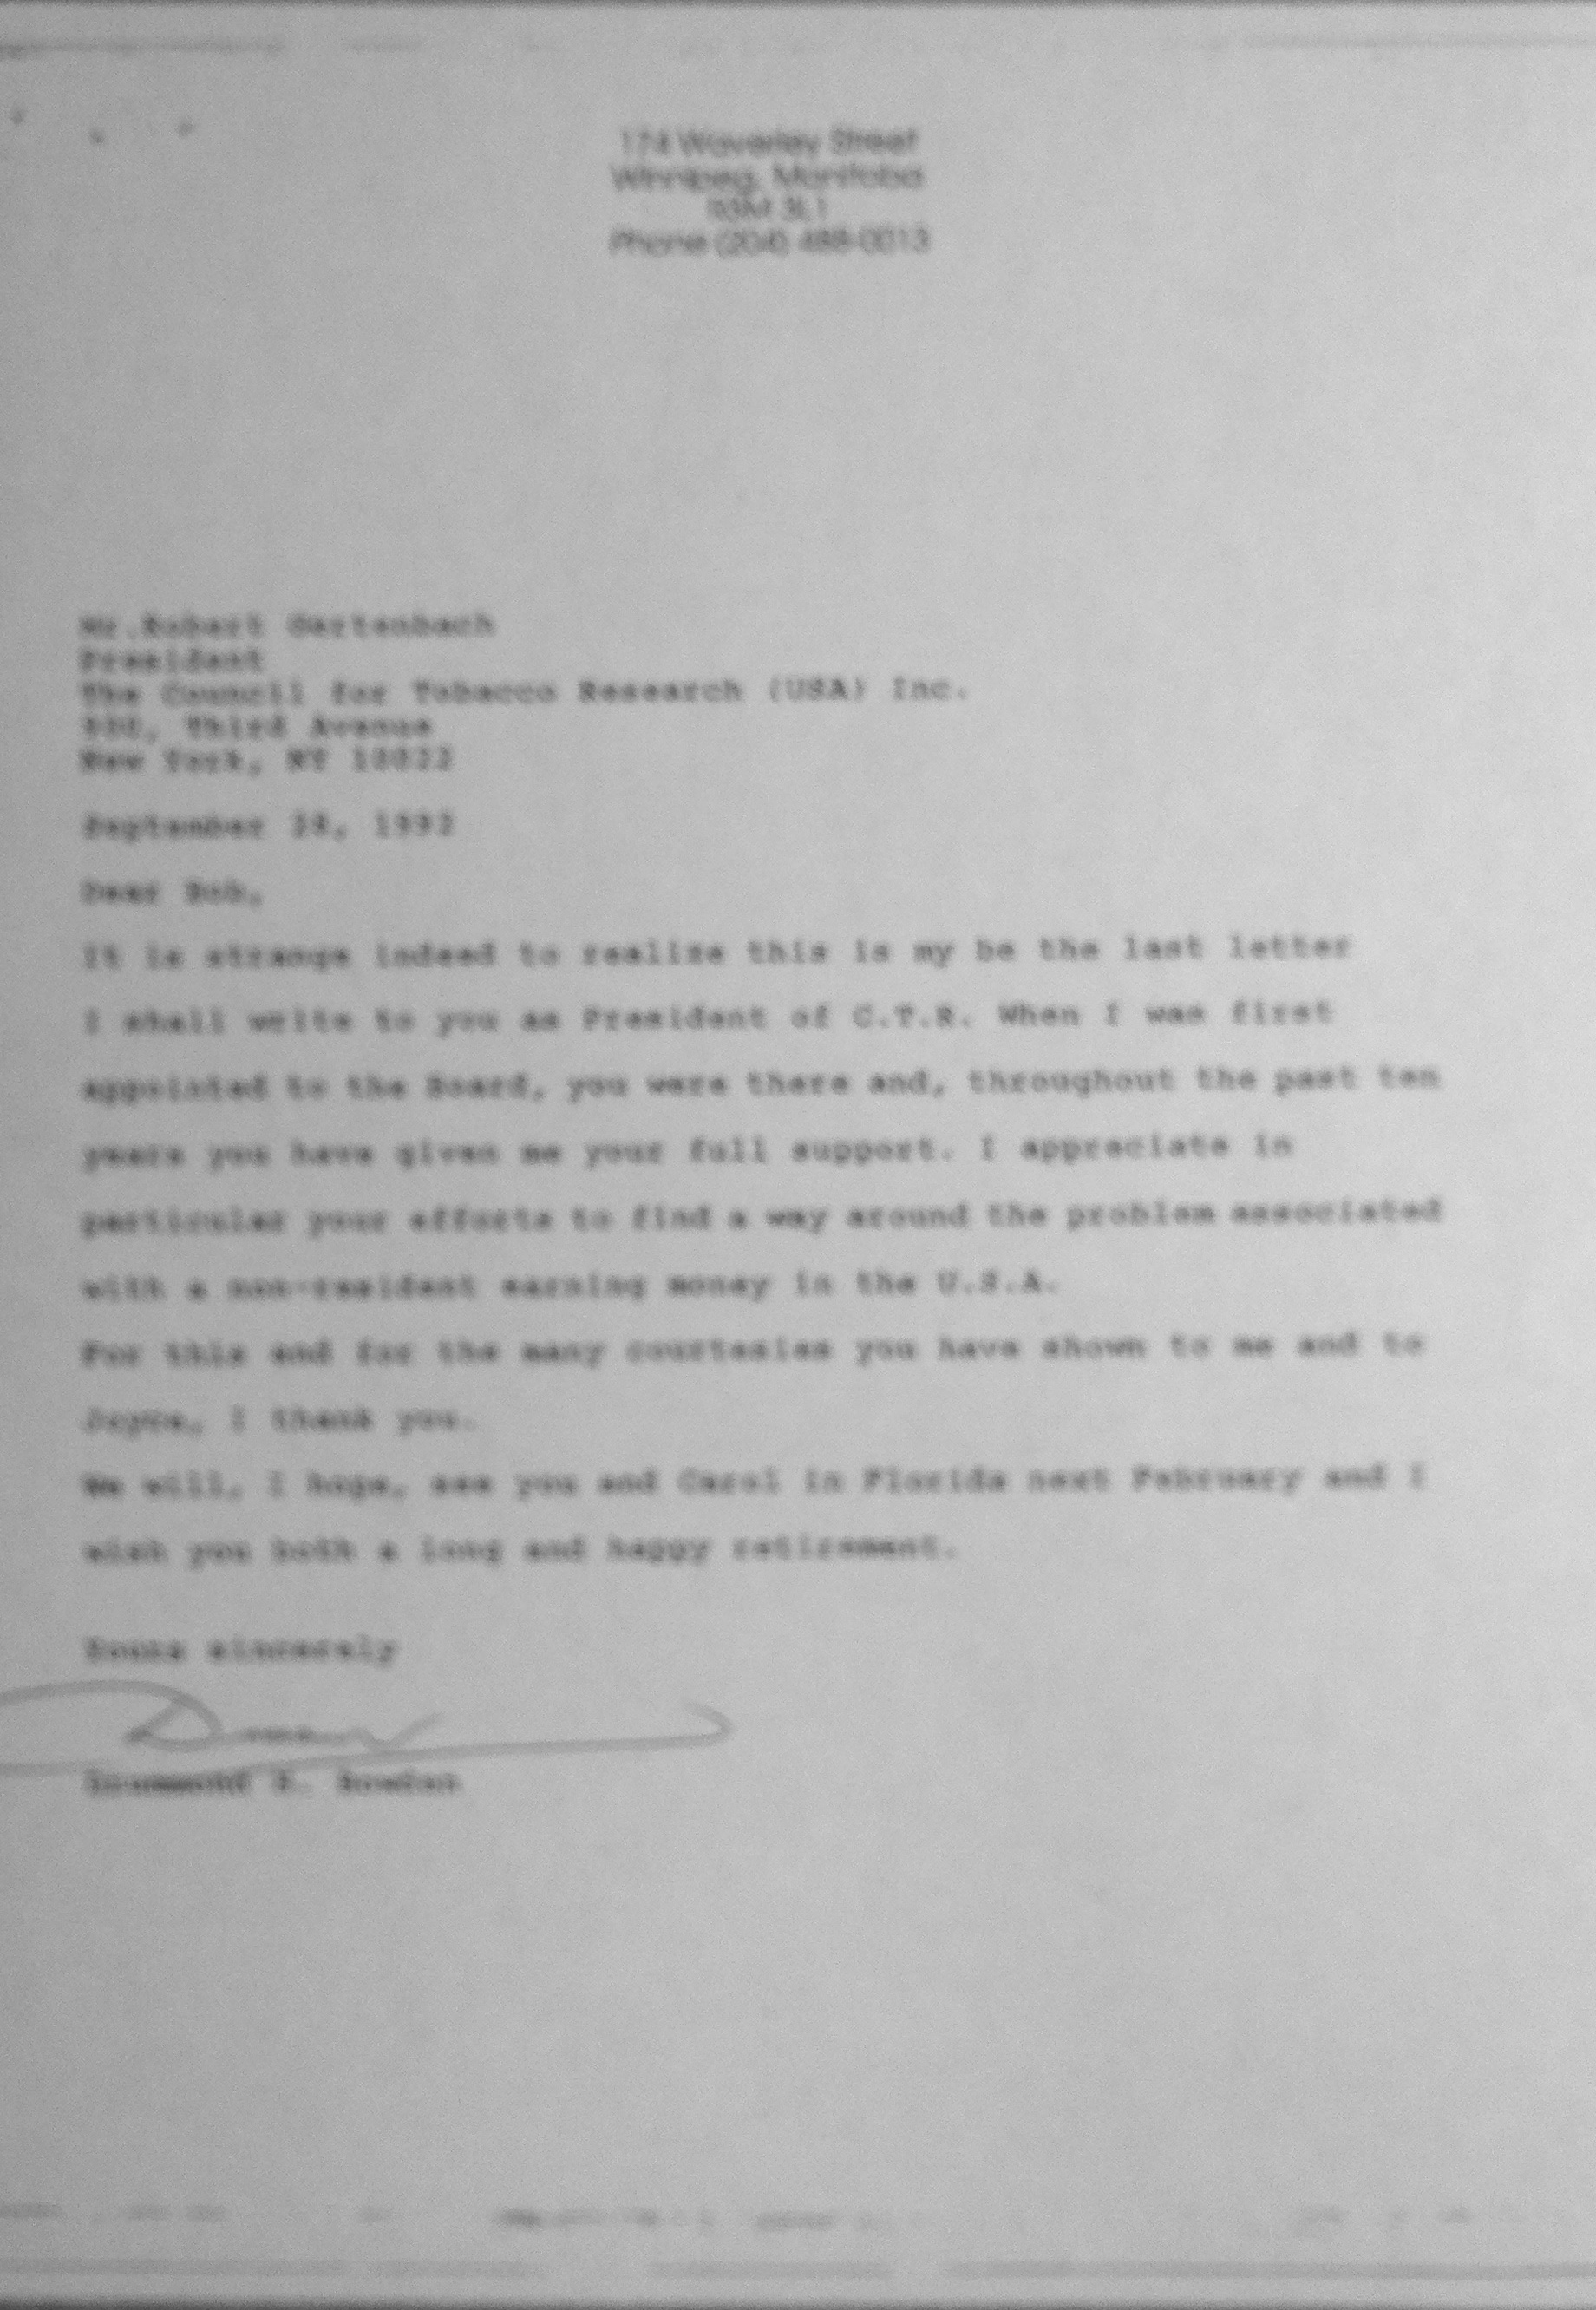 174 Waverley Street
Winnipeg, Manitoba
R3M 3L1
Phone (204) 488-0013
Mr.Robert Gertenbach
President
The Council for Tobacco Research (USA) Inc.
900, Third Avenue
New York, NY 10022
September 28, 1992
Dear Bob,
It is strange indeed to realize this is my be the last letter
I shall write to you as President of C.T.R. When I was first
appointed to the Board, you were there and, throughout the past ten
years you have given me your full support. I appreciate in
particular your efforts to find a way around the problem associated
with a non-resident earning money in the U.S.A.
For this and for the many courtesies you have shown to me and to
Joyce, I thank you.
We will, I hope, see you and Carol in Florida next February and I
wish you both a long and happy retirement.
Yours sincerely
Drummond H. Bowden